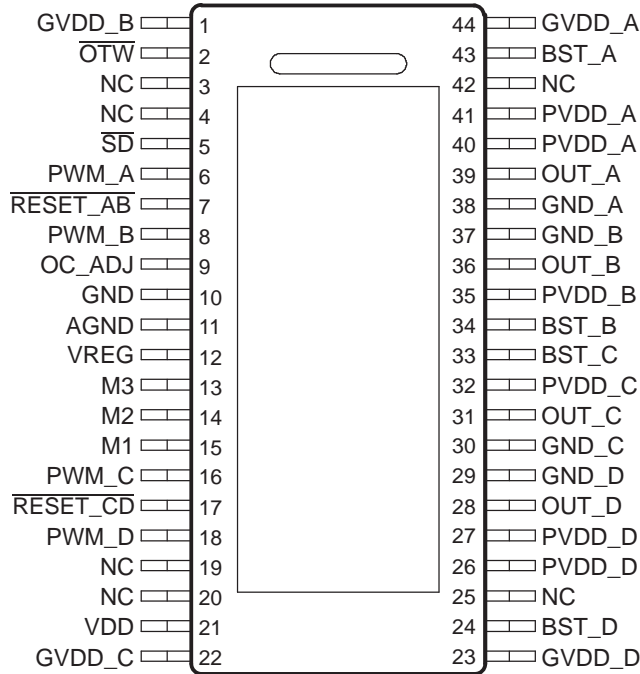 GVDD_B 1 44 GVDD_A
OTW 2 43 BST_A
NC 3 42 NC
NC 4 41 PVDD_A
SD 5 40 PVDD_A
PWM_A 6 39 OUT_A
RESET_AB 7 38 GND_A
PWM_B 8 37 GND_B
OC_ADJ 9 36 OUT_B
GND 10 35 PVDD_B
AGND 11 34 BST_B
VREG 12 33 BST_C
M3 13 32 PVDD_C
M2 14 31 OUT_C
M1 15 30 GND_C
PWM_C 16 29 GND_D
RESET_CD 17 28 OUT_D
PWM_D 18 27 PVDD_D
NC 19 26 PVDD_D
NC 20 25 NC
VDD 21 24 BST_D
GVDD_C 22 23 GVDD_D